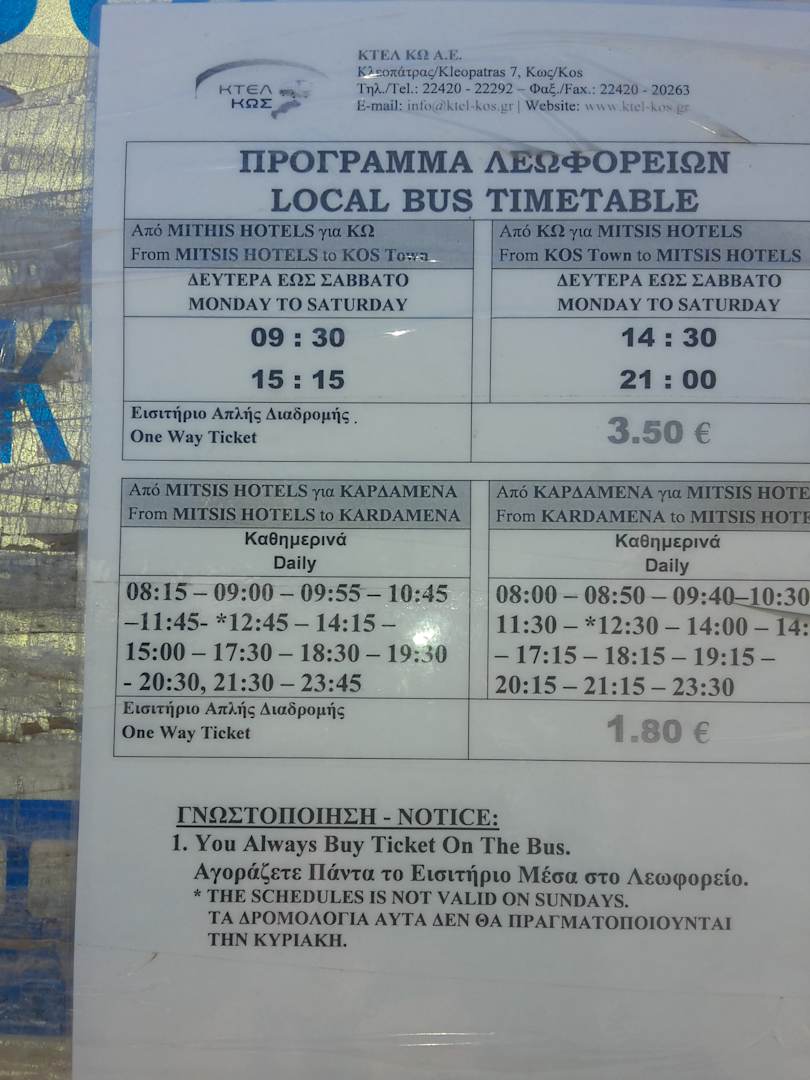 ΚΤΕΛ ΚΩ Α.Ε.
Κλεοπάτρας/Kleopatras 7, Κως/Kos
Τηλ./Tel.: 22420 - 22292 – Φαξ./Fax.: 22420 - 20263
E-mail: info@ktel-kos.gr | Website: www.ktel-kos.gr
ΚΤΕΛ
ΚΩΣ
ΠΡΟΓΡΑΜΜΑ ΛΕΩΦΟΡΕΙΩΝ
LOCAL BUS TIMETABLE
Από MITHIS HOTELS για ΚΩ
From MITSIS HOTELS to KOS Town
Από ΚΩ για MITSIS HOTELS
From KOS Town to MITSIS HOTELS
ΔΕΥΤΕΡΑ ΕΩΣ ΣΑΒΒΑΤΟ
MONDAY TO SATURDAY
ΔΕΥΤΕΡΑ ΕΩΣ ΣΑΒΒΑΤΟ
MONDAY TO SATURDAY
09 : 30
15 : 15
14 : 30
21 : 00
Εισιτήριο Απλής Διαδρομής .
One Way Ticket
3.50 €
Από MITSIS HOTELS για ΚΑΡΔΑΜΕΝΑ
From MITSIS HOTELS to KARDAMENA
Από ΚΑΡΔΑΜΕΝΑ για MITSIS HOTE
From KARDAMENA to MITSIS HOTE
Καθημερινά
Daily
Καθημερινά
Daily
08:15 – 09:00 – 09:55 – 10:45
–11:45- *12:45 – 14:15 –
15:00 – 17:30 – 18:30 – 19:30
- 20:30, 21:30 – 23:45
08:00 – 08:50 – 09:40–10:30
11:30 – *12:30 – 14:00 – 14:
– 17:15 – 18:15 – 19:15 –
20:15 – 21:15 – 23:30
Εισιτήριο Απλής Διαδρομής
One Way Ticket
1.80 €
ΓΝΩΣΤΟΠΟΙΗΣΗ - NOTICE:
1. You Always Buy Ticket On The Bus.
Αγοράζετε Πάντα το Εισιτήριο Μέσα στο Λεωφορείο.
* THE SCHEDULES IS NOT VALID ON SUNDAYS.
ΤΑ ΔΡΟΜΟΛΟΓΙΑ ΑΥΤΑ ΔΕΝ ΘΑ ΠΡΑΓΜΑΤΟΠΟΙΟΥΝΤΑΙ
ΤΗΝ ΚΥΡΙΑΚΗ.